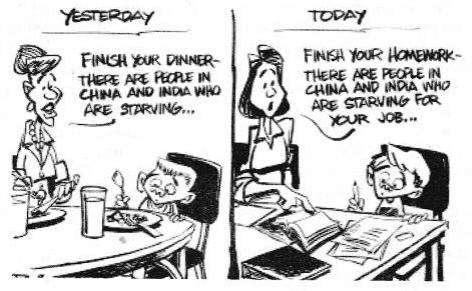 YESTERDAY
FINISH YOUR DINNER-
THERE ARE PEOPLE IN
CHINA AND INDIA WHO
ARE STARVING...
TODAY
FINISH YOUR HOMEWORK-
THERE ARE PEOPLE IN
CHINA AND INDIA WHO
ARE STARVING FOR
YOUR JOB...